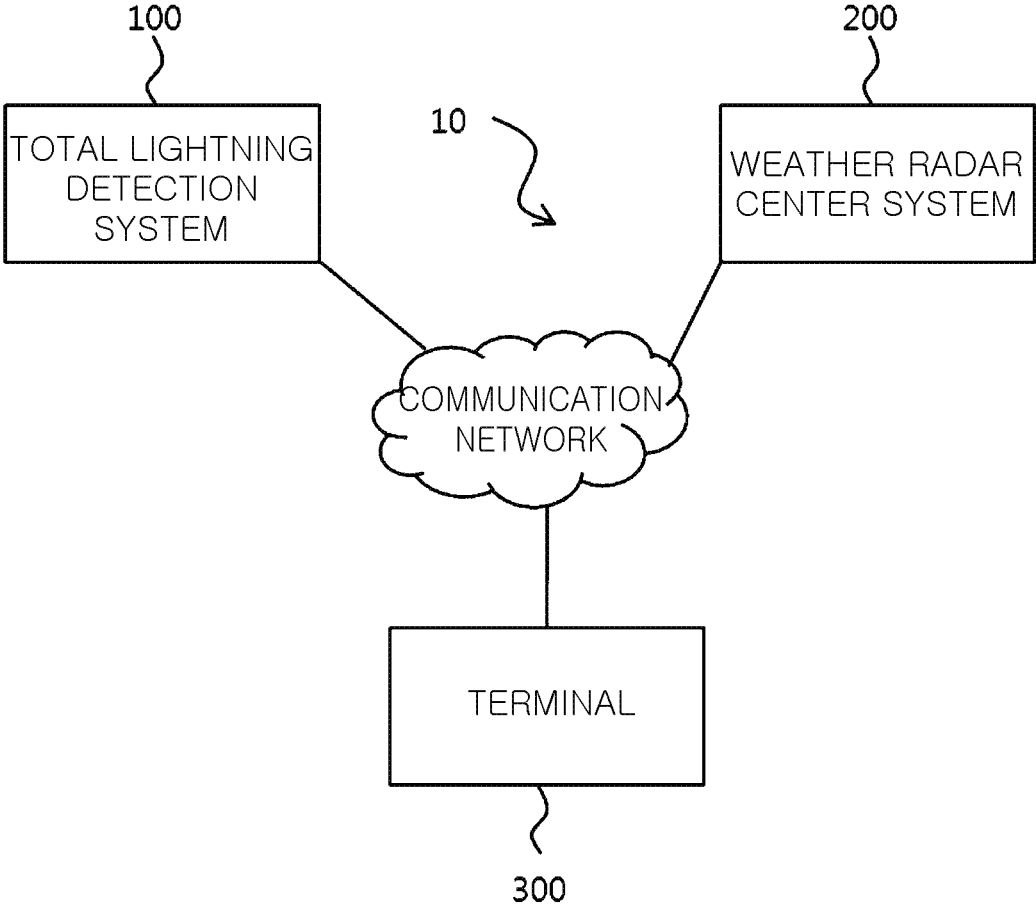 100
200
TOTAL LIGHTNING
DETECTION
SYSTEM
10
WEATHER RADAR
CENTER SYSTEM
COMMUNICATION
NETWORK
TERMINAL
300